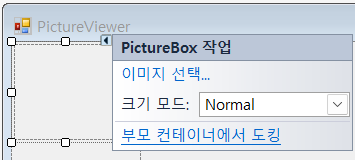 PictureViewer
PictureBox 작업
이미지 선택...
크기 모드: Normal
부모 컨테이너에서 도킹